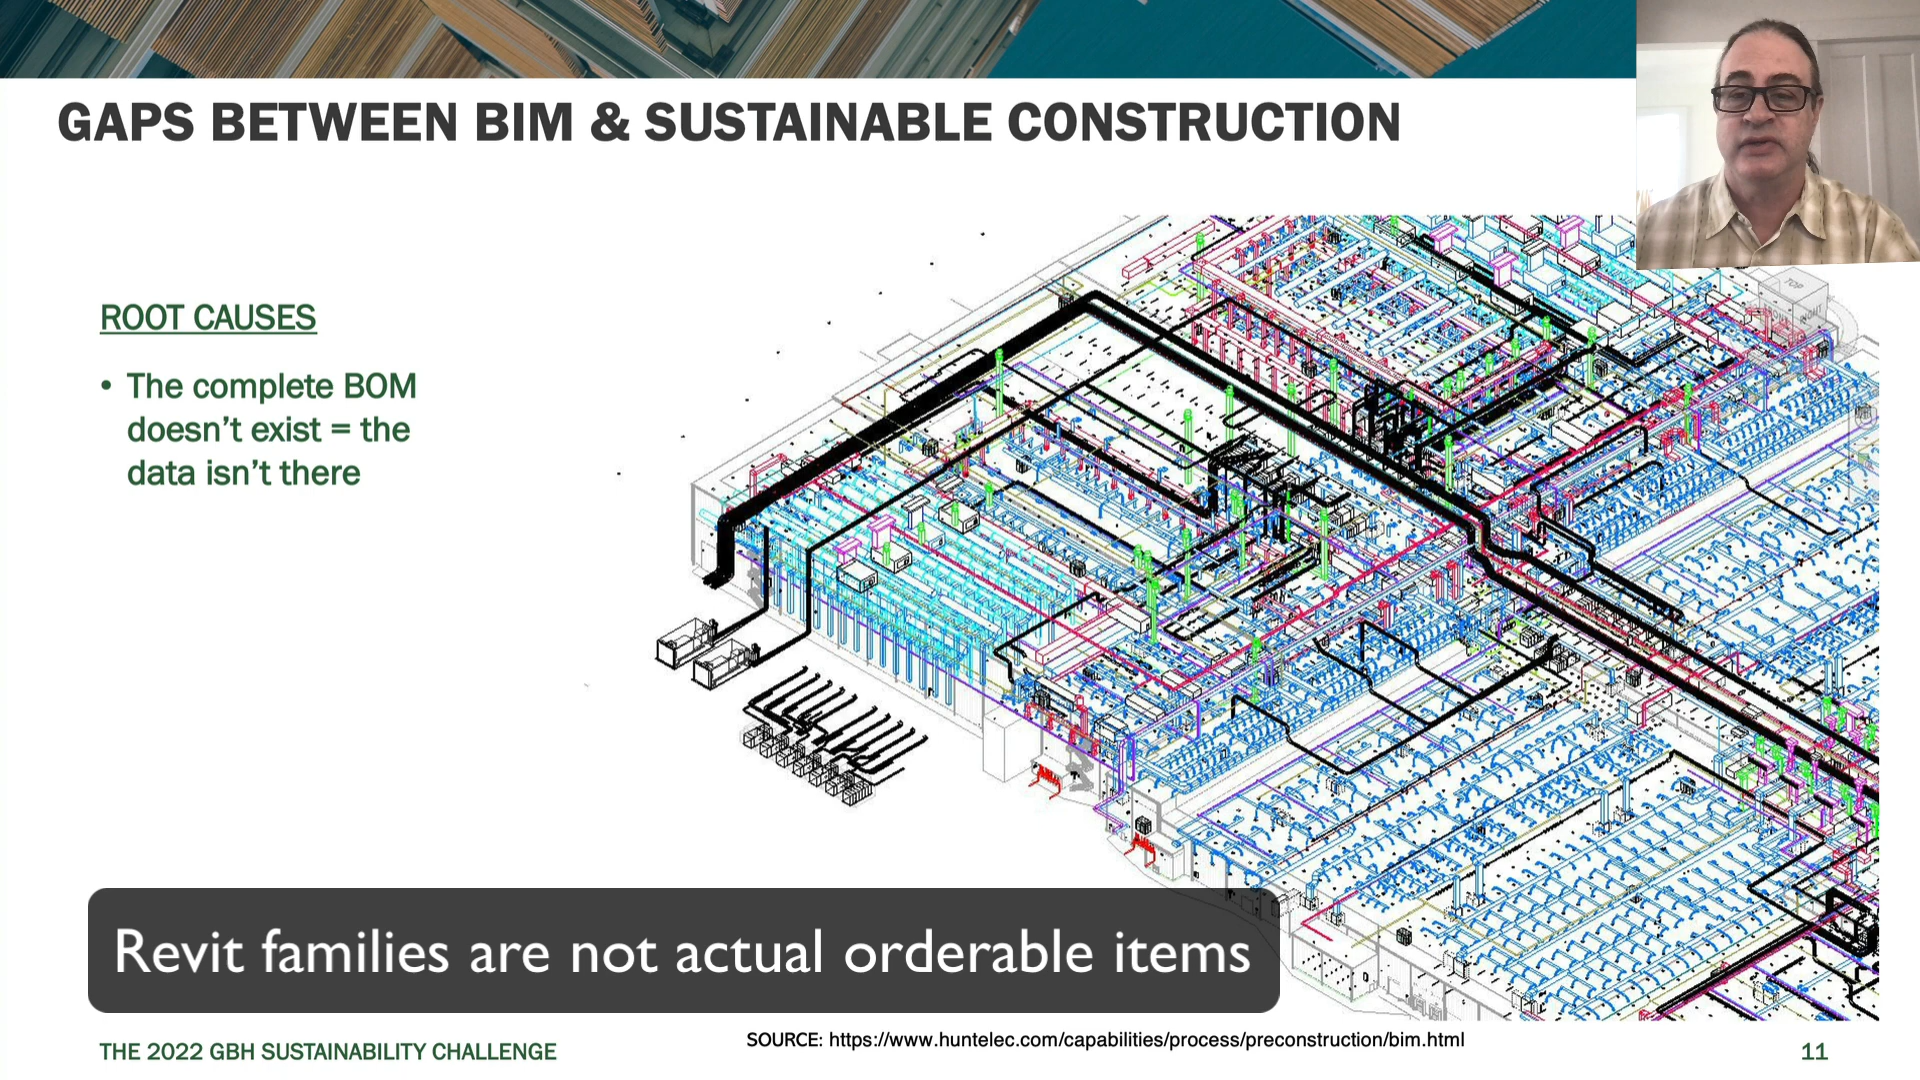 GAPS BETWEEN BIM & SUSTAINABLE CONSTRUCTION
ROOT CAUSES
• The complete BOM
doesn't exist = the
data isn't there
TOP
Revit families are not actual orderable items
SOURCE: https://www.huntelec.com/capabilities/process/preconstruction/bim.html
THE 2022 GBH SUSTAINABILITY CHALLENGE
11